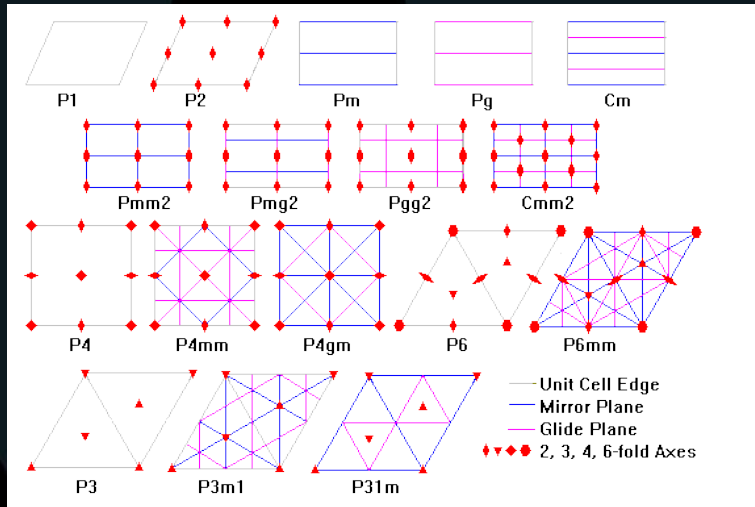 P1 P2 Pm Pg Cm
Pmm2 Pmg2 Pgg2 Cmm2
P4 P4mm P4gm P6 P6mm
Unit Cell Edge
Mirror Plane
Glide Plane
2, 3, 4, 6-fold Axes
P3 P3m1 P31m